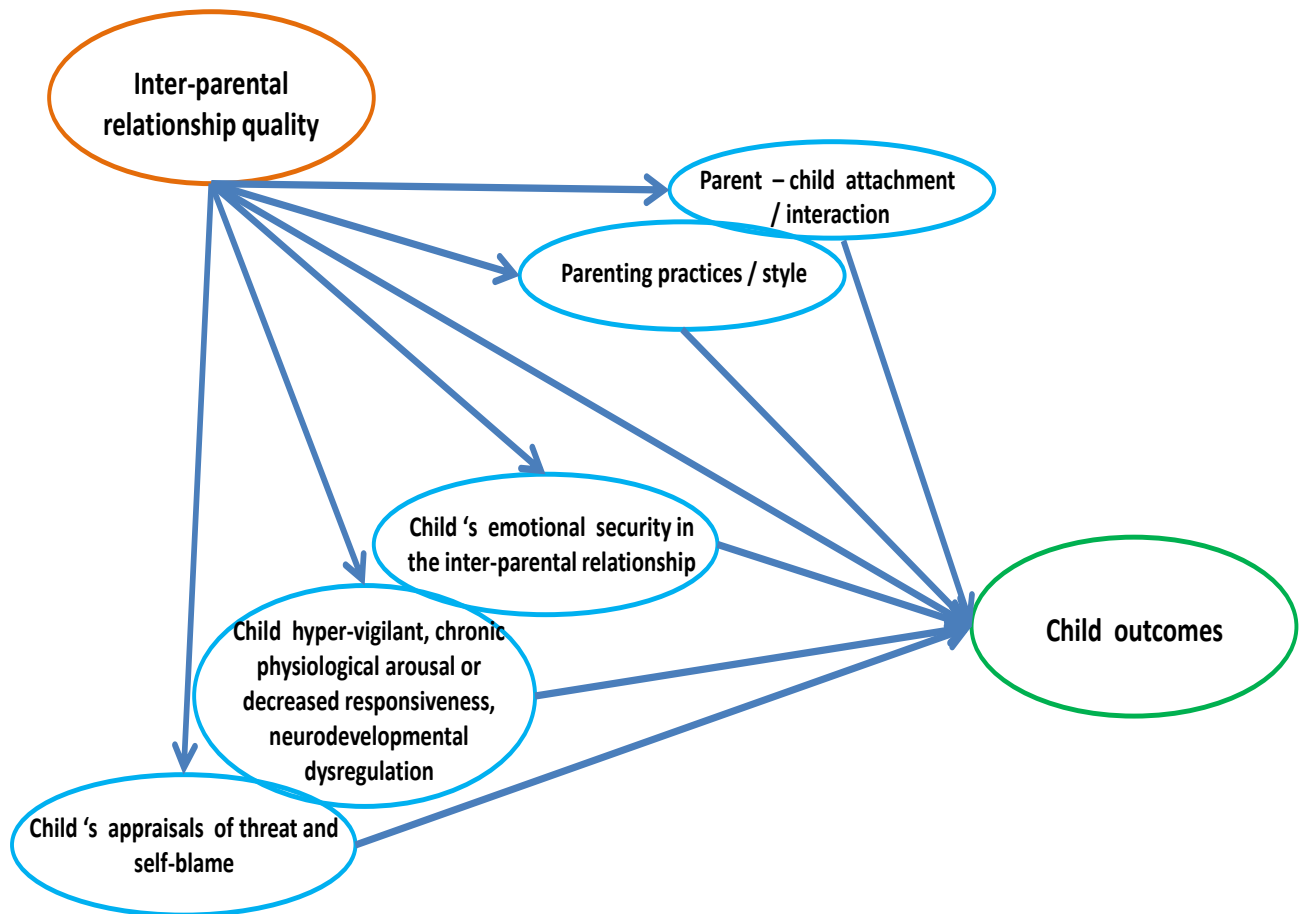 Inter-parental
relationship quality
Parent – child attachment
/ interaction
Parenting practices / style
Child ‘s emotional security in
the inter-parental relationship
Child hyper-vigilant, chronic
physiological arousal or
decreased responsiveness,
neurodevelopmental
dysregulation
Child ‘s appraisals of threat and
self-blame
Child outcomes